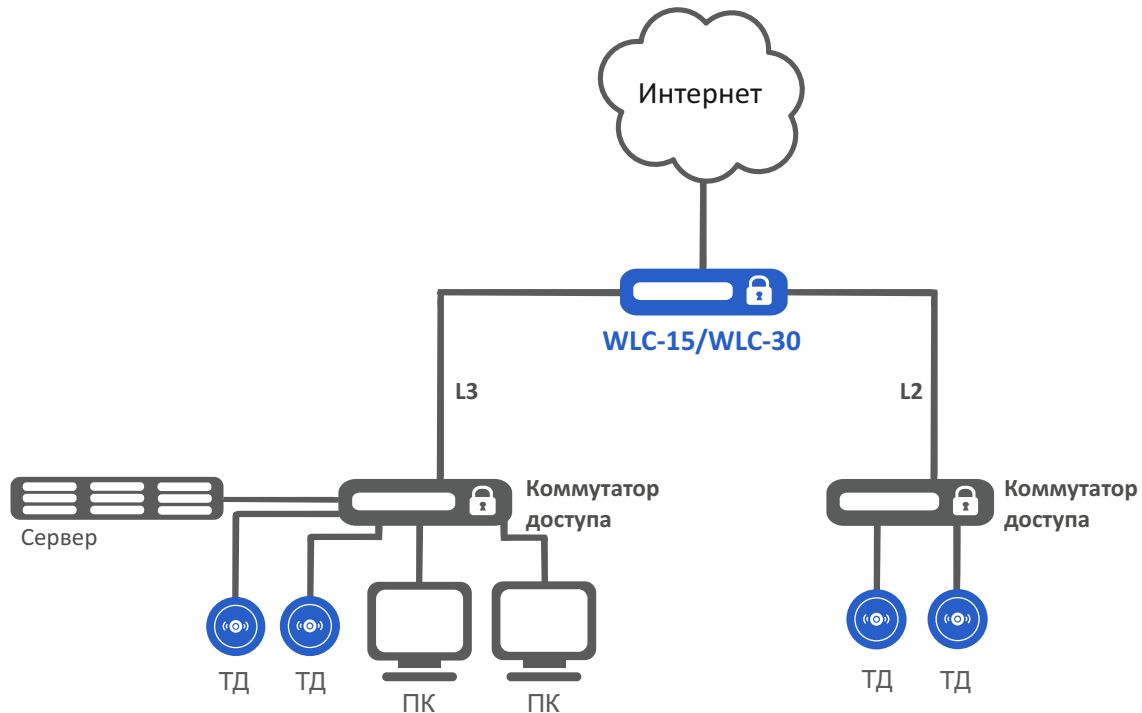 Интернет
WLC-15/WLC-30
L3
L2
Коммутатор
доступа
Коммутатор
доступа
Сервер
ТД
ТД
ПК
ПК
ТД
ТД